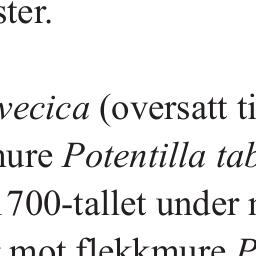 ster.
vecica (oversatt ti
mure Potentilla tab
1700-tallet under
mot flekkmure P